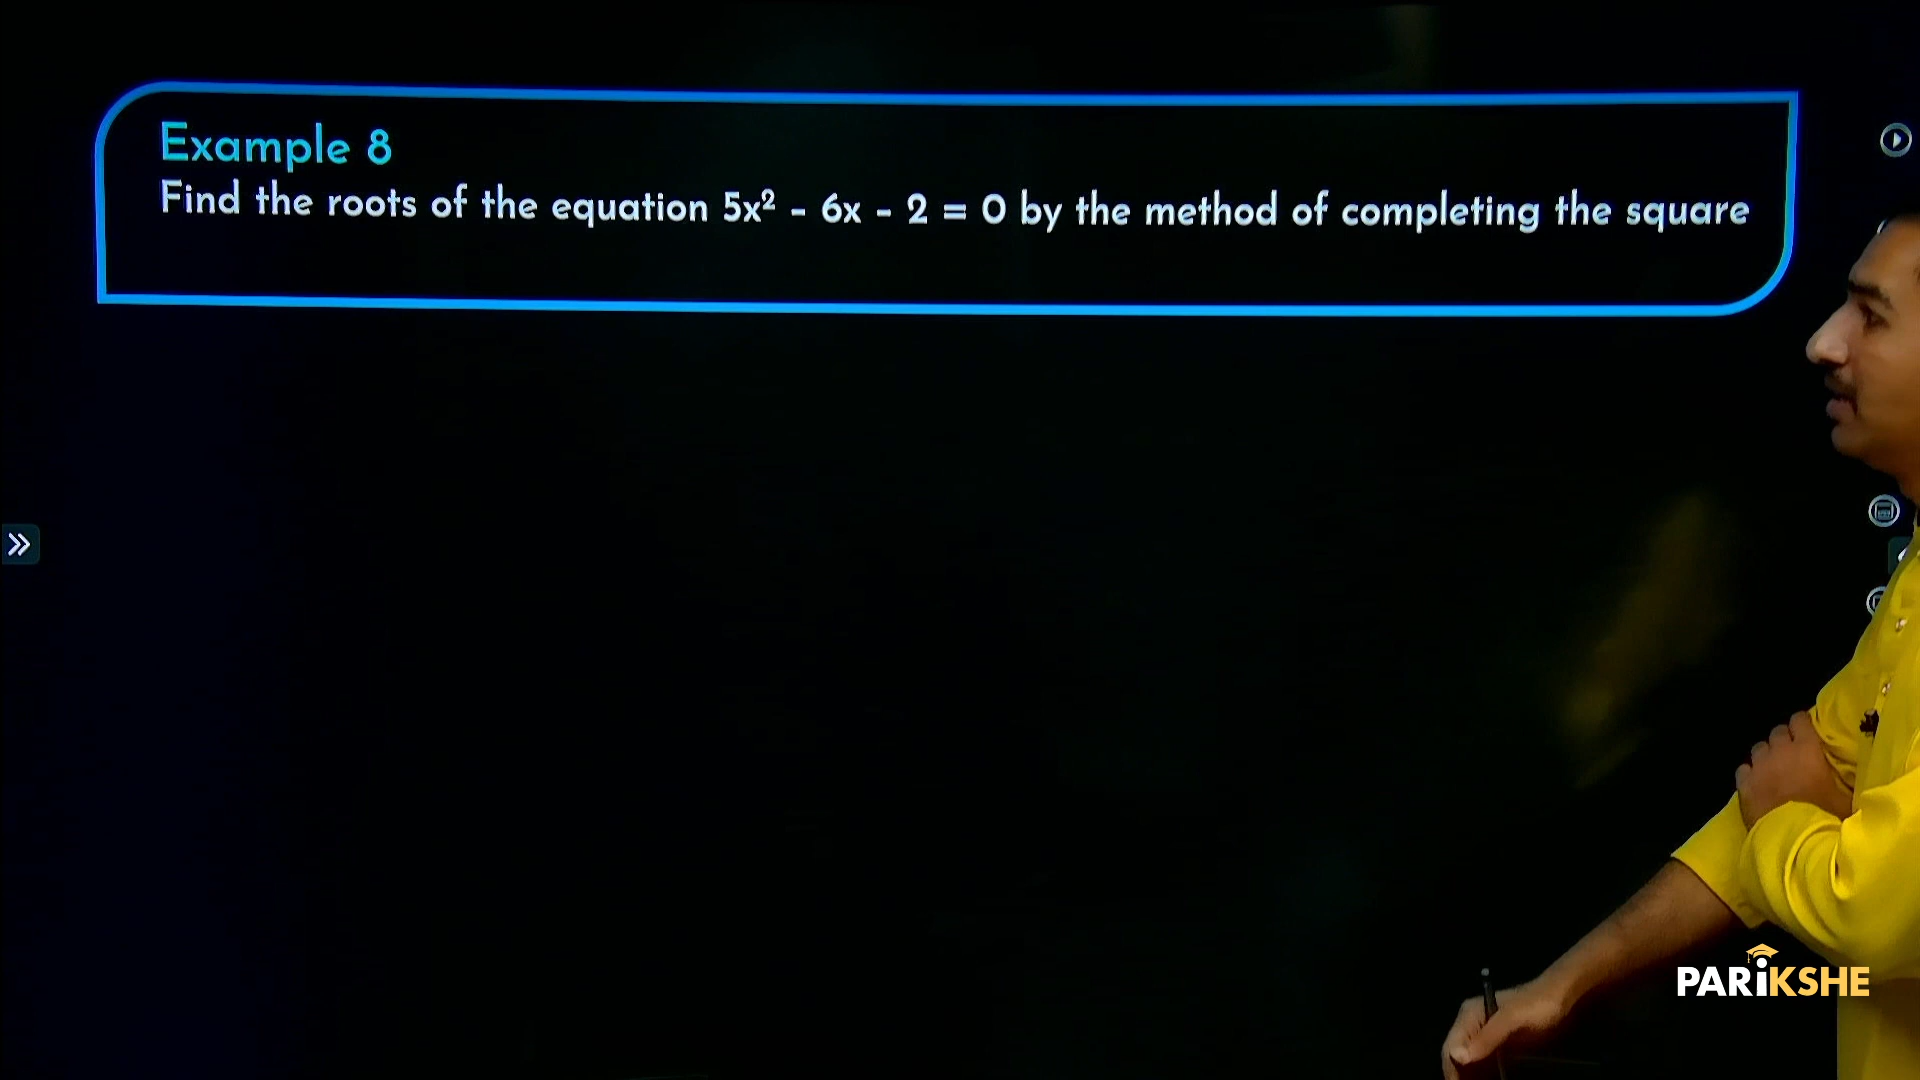 Example 8
Find the roots of the equation 5x² - 6x - 2 = 0 by the method of completing the square
PARiKSHE